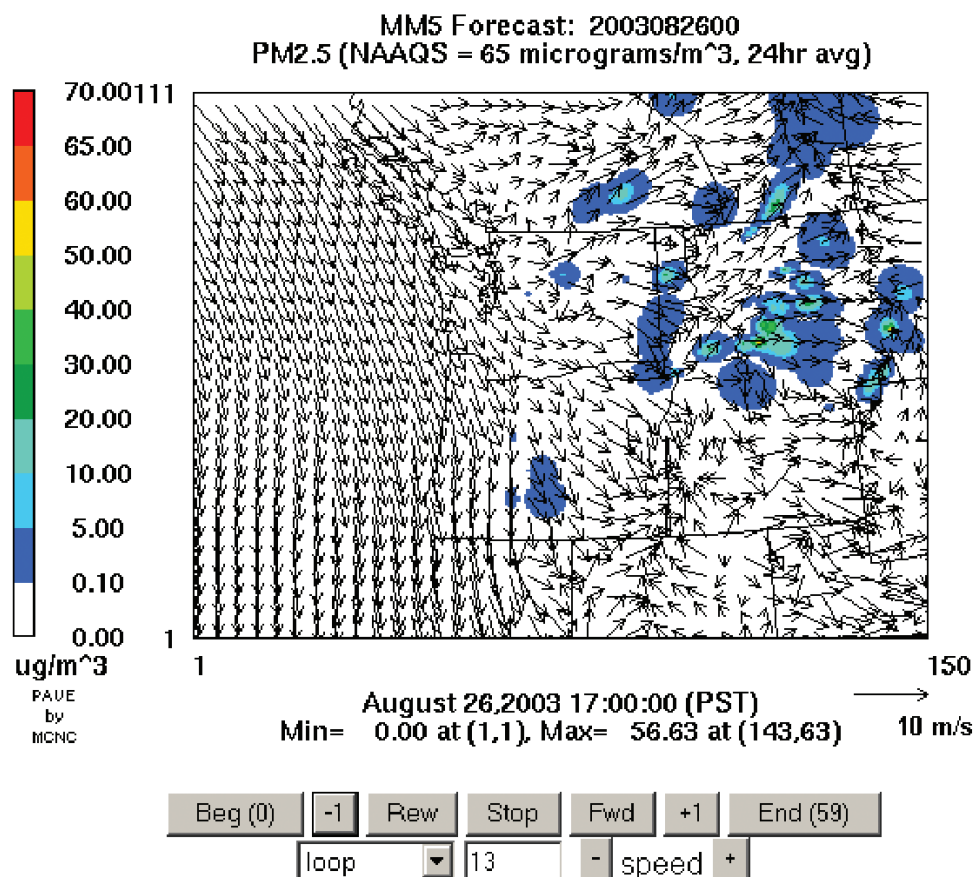 MM5 Forecast: 2003082600
PM2.5 (NAAQS = 65 micrograms/m^3, 24hr avg)
70.00
65.00
60.00
50.00
40.00
30.00
20.00
10.00
5.00
0.10
0.00
ug/m^3
PAVE
by
MCNC
111
1
1
150
August 26,2003 17:00:00 (PST)
Min= 0.00 at (1,1), Max= 56.63 at (143,63)
10 m/s
Beg (0) -1 Rew Stop Fwd +1 End (59)
loop 13 - speed +